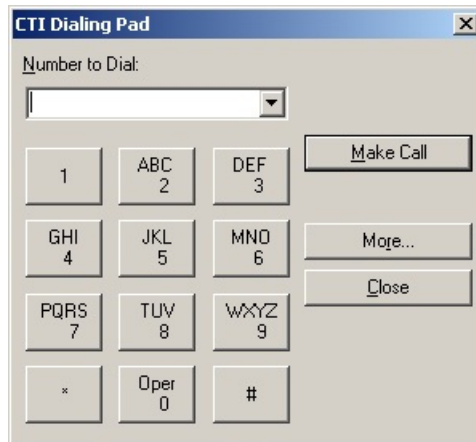 CTI Dialing Pad
Number to Dial:
Make Call
1
ABC
2
DEF
3
GHI
4
JKL
5
MNO
6
More...
Close
PQRS
7
TUV
8
WXYZ
9
*
Oper
0
#